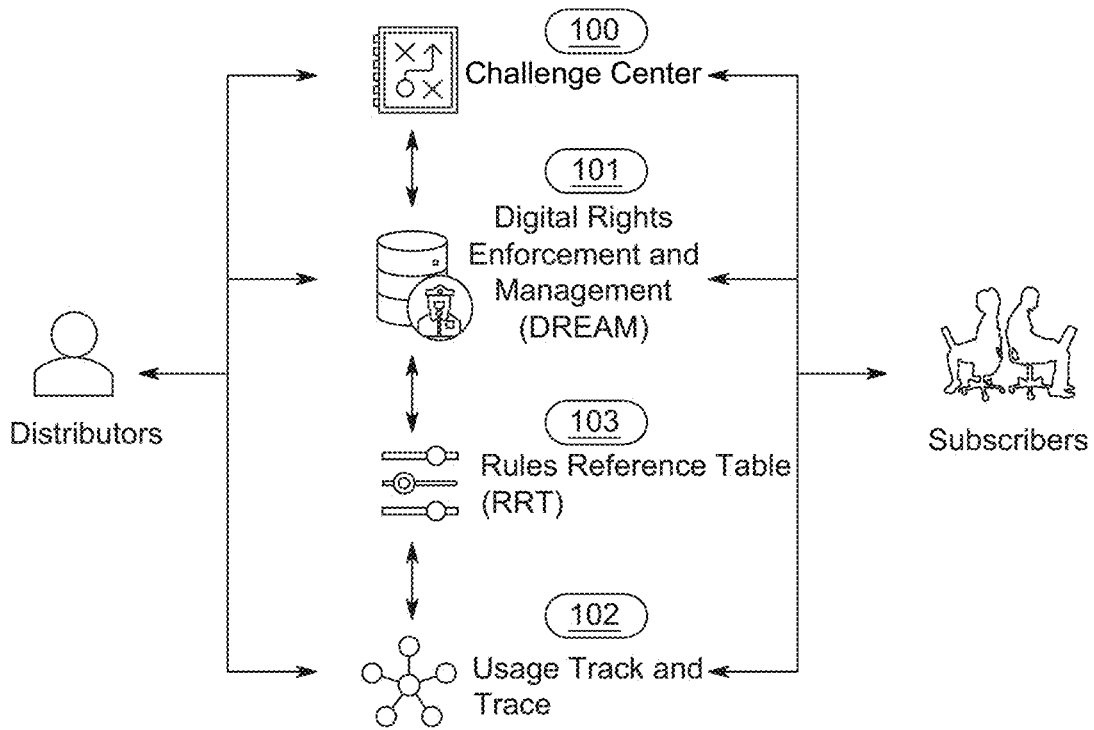 100
Challenge Center
101
Digital Rights
Enforcement and
Management
(DREAM)
Distributors
103
Rules Reference Table
(RRT)
Subscribers
102
Usage Track and
Trace